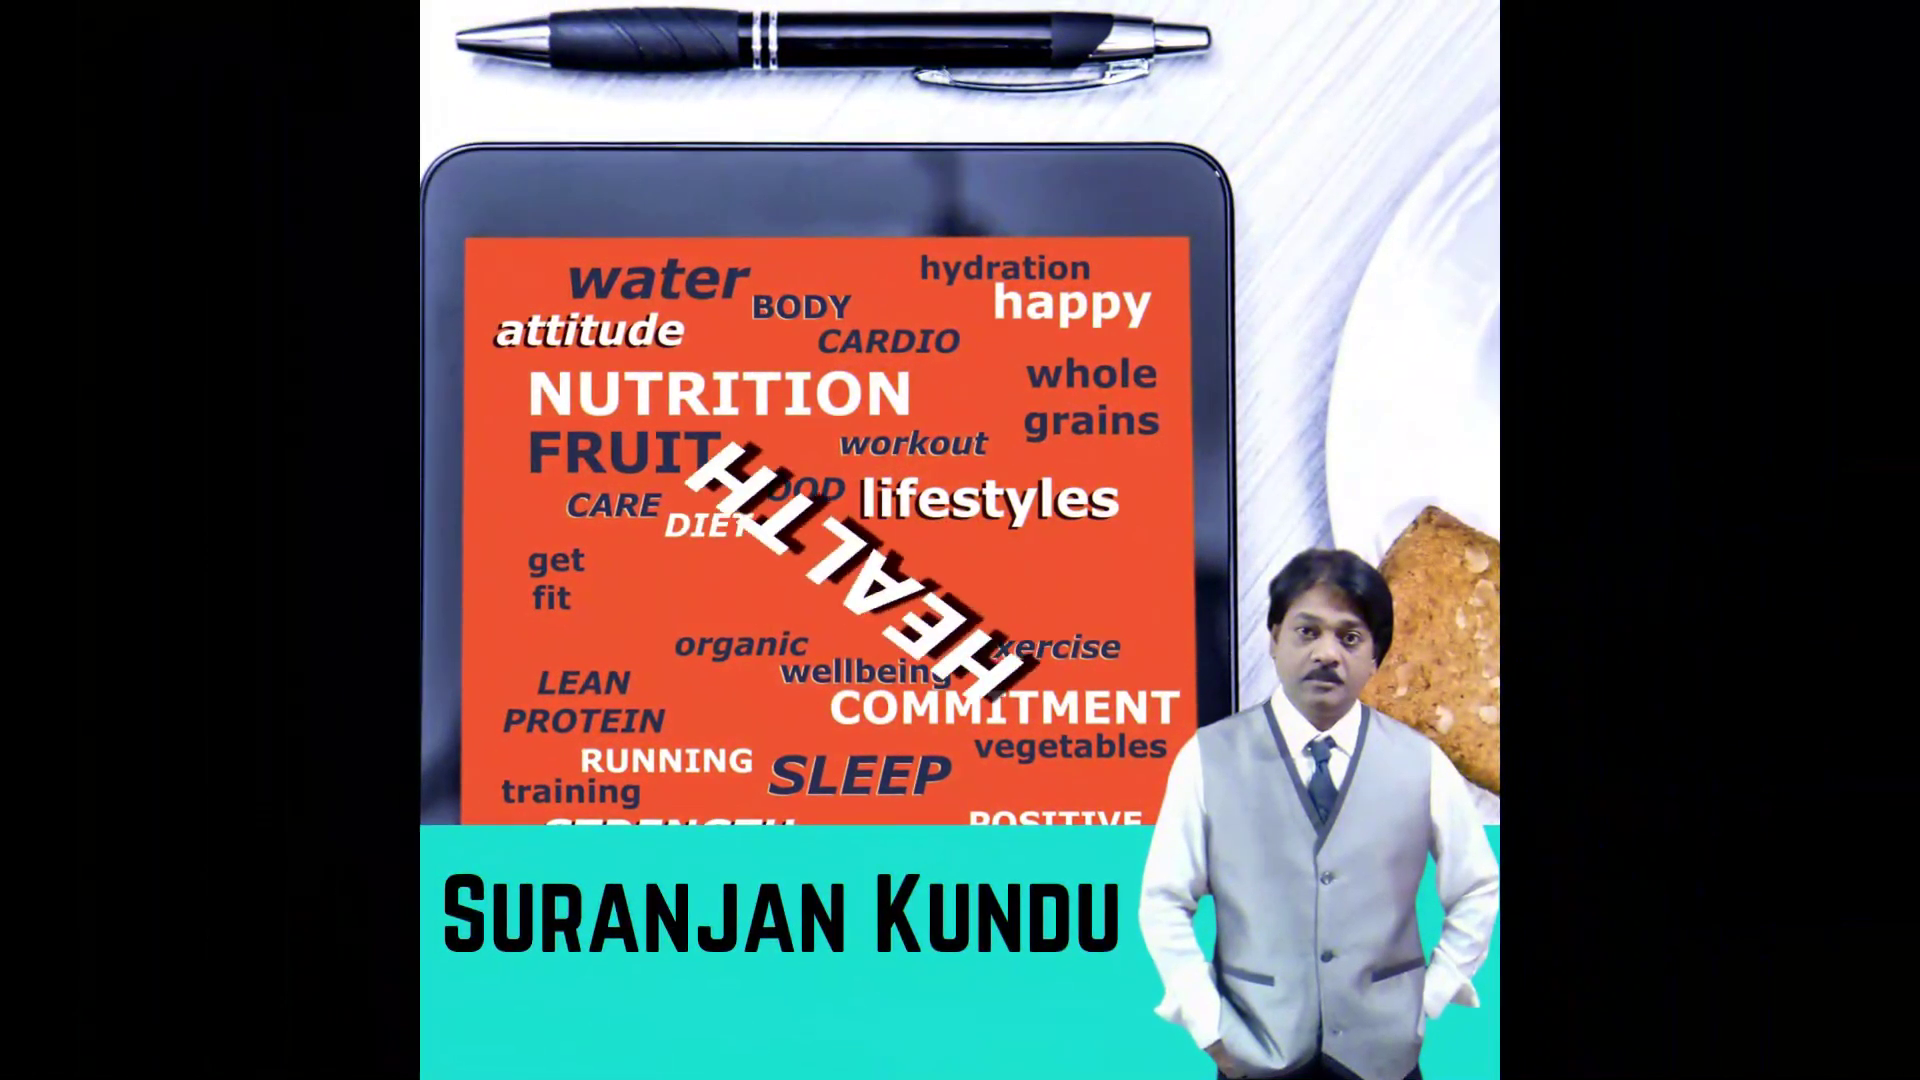 water
hydration
BODY
happy
attitude
CARDIO
NUTRITION
whole
grains
FRUIT
workout
CARE
DIET
lifestyles
HEALTH
get
fit
organic
wellbeing
COMMITMENT
LEAN
PROTEIN
vegetables
RUNNING
SLEEP
training
STRENGTH
POSITIVE
SURANJAN KUNDU